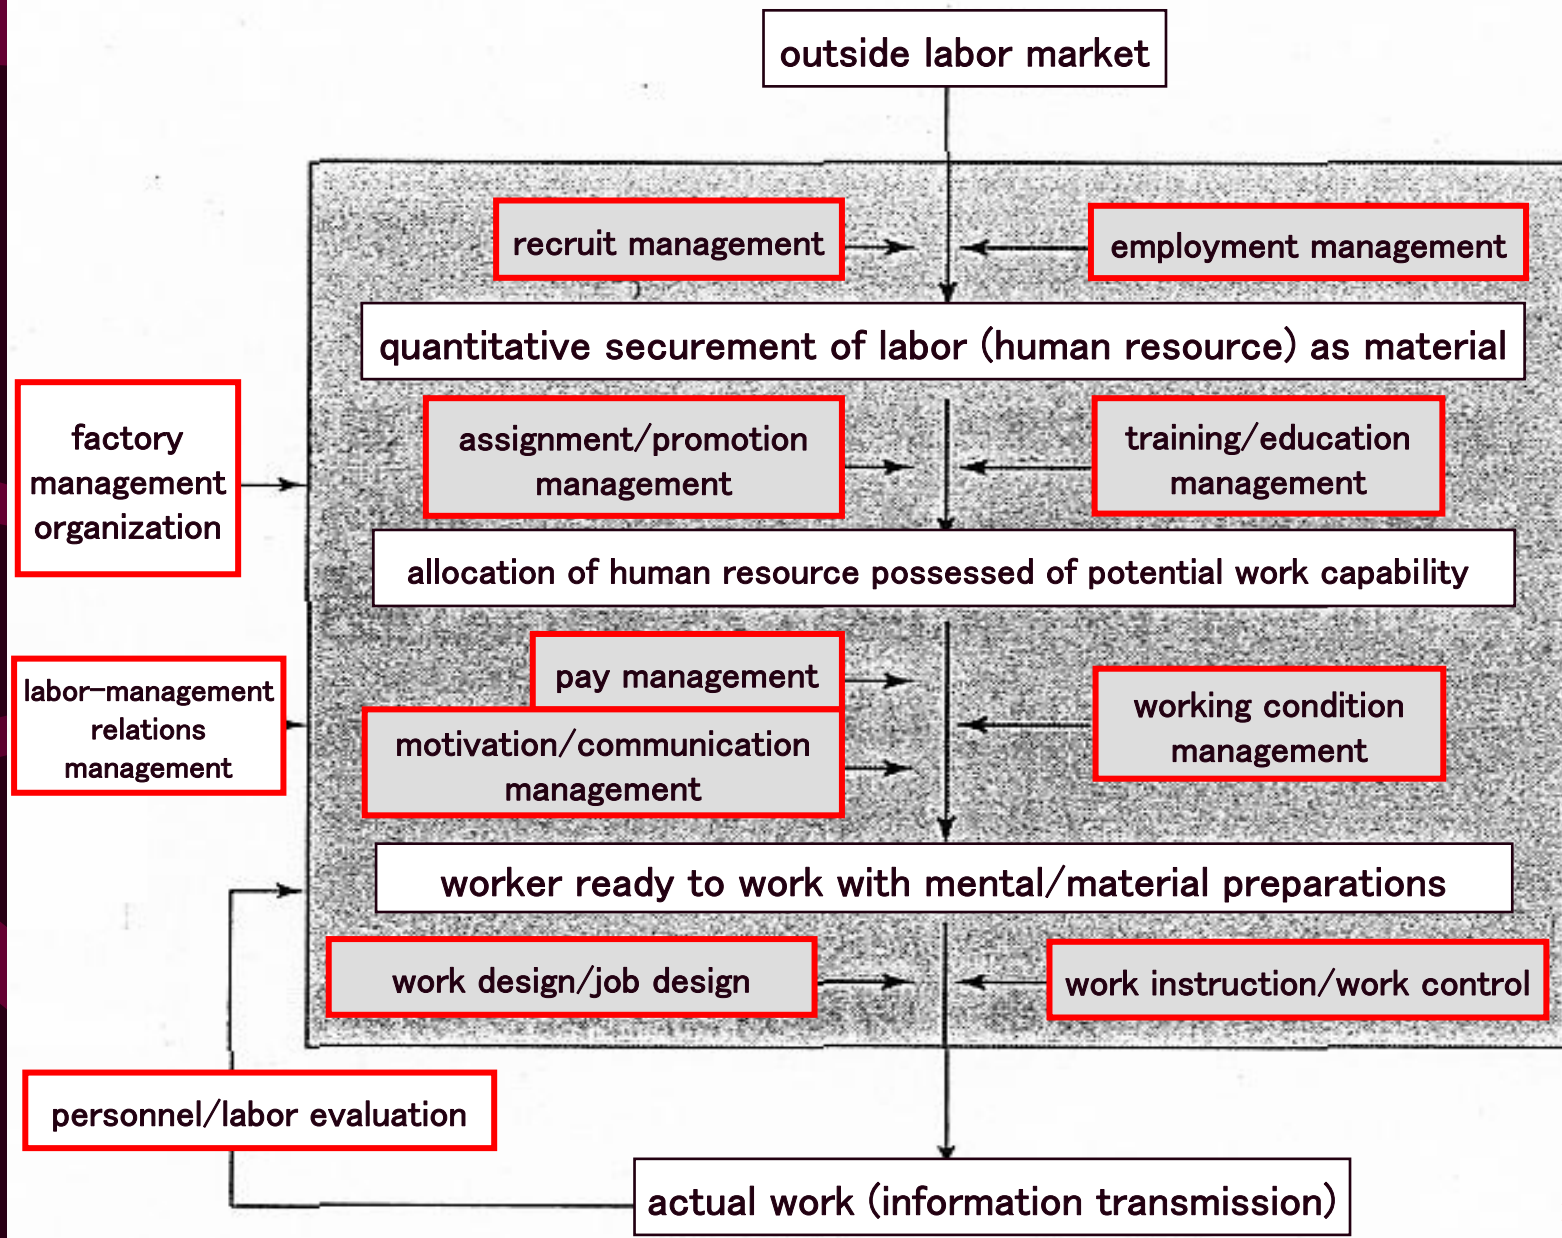 outside labor market
recruit management
employment management
quantitative securement of labor (human resource) as material
factory
management
organization
assignment/promotion
management
training/education
management
allocation of human resource possessed of potential work capability
labor-management
relations
management
pay management
motivation/communication
management
working condition
management
worker ready to work with mental/material preparations
work design/job design
work instruction/work control
personnel/labor evaluation
actual work (information transmission)